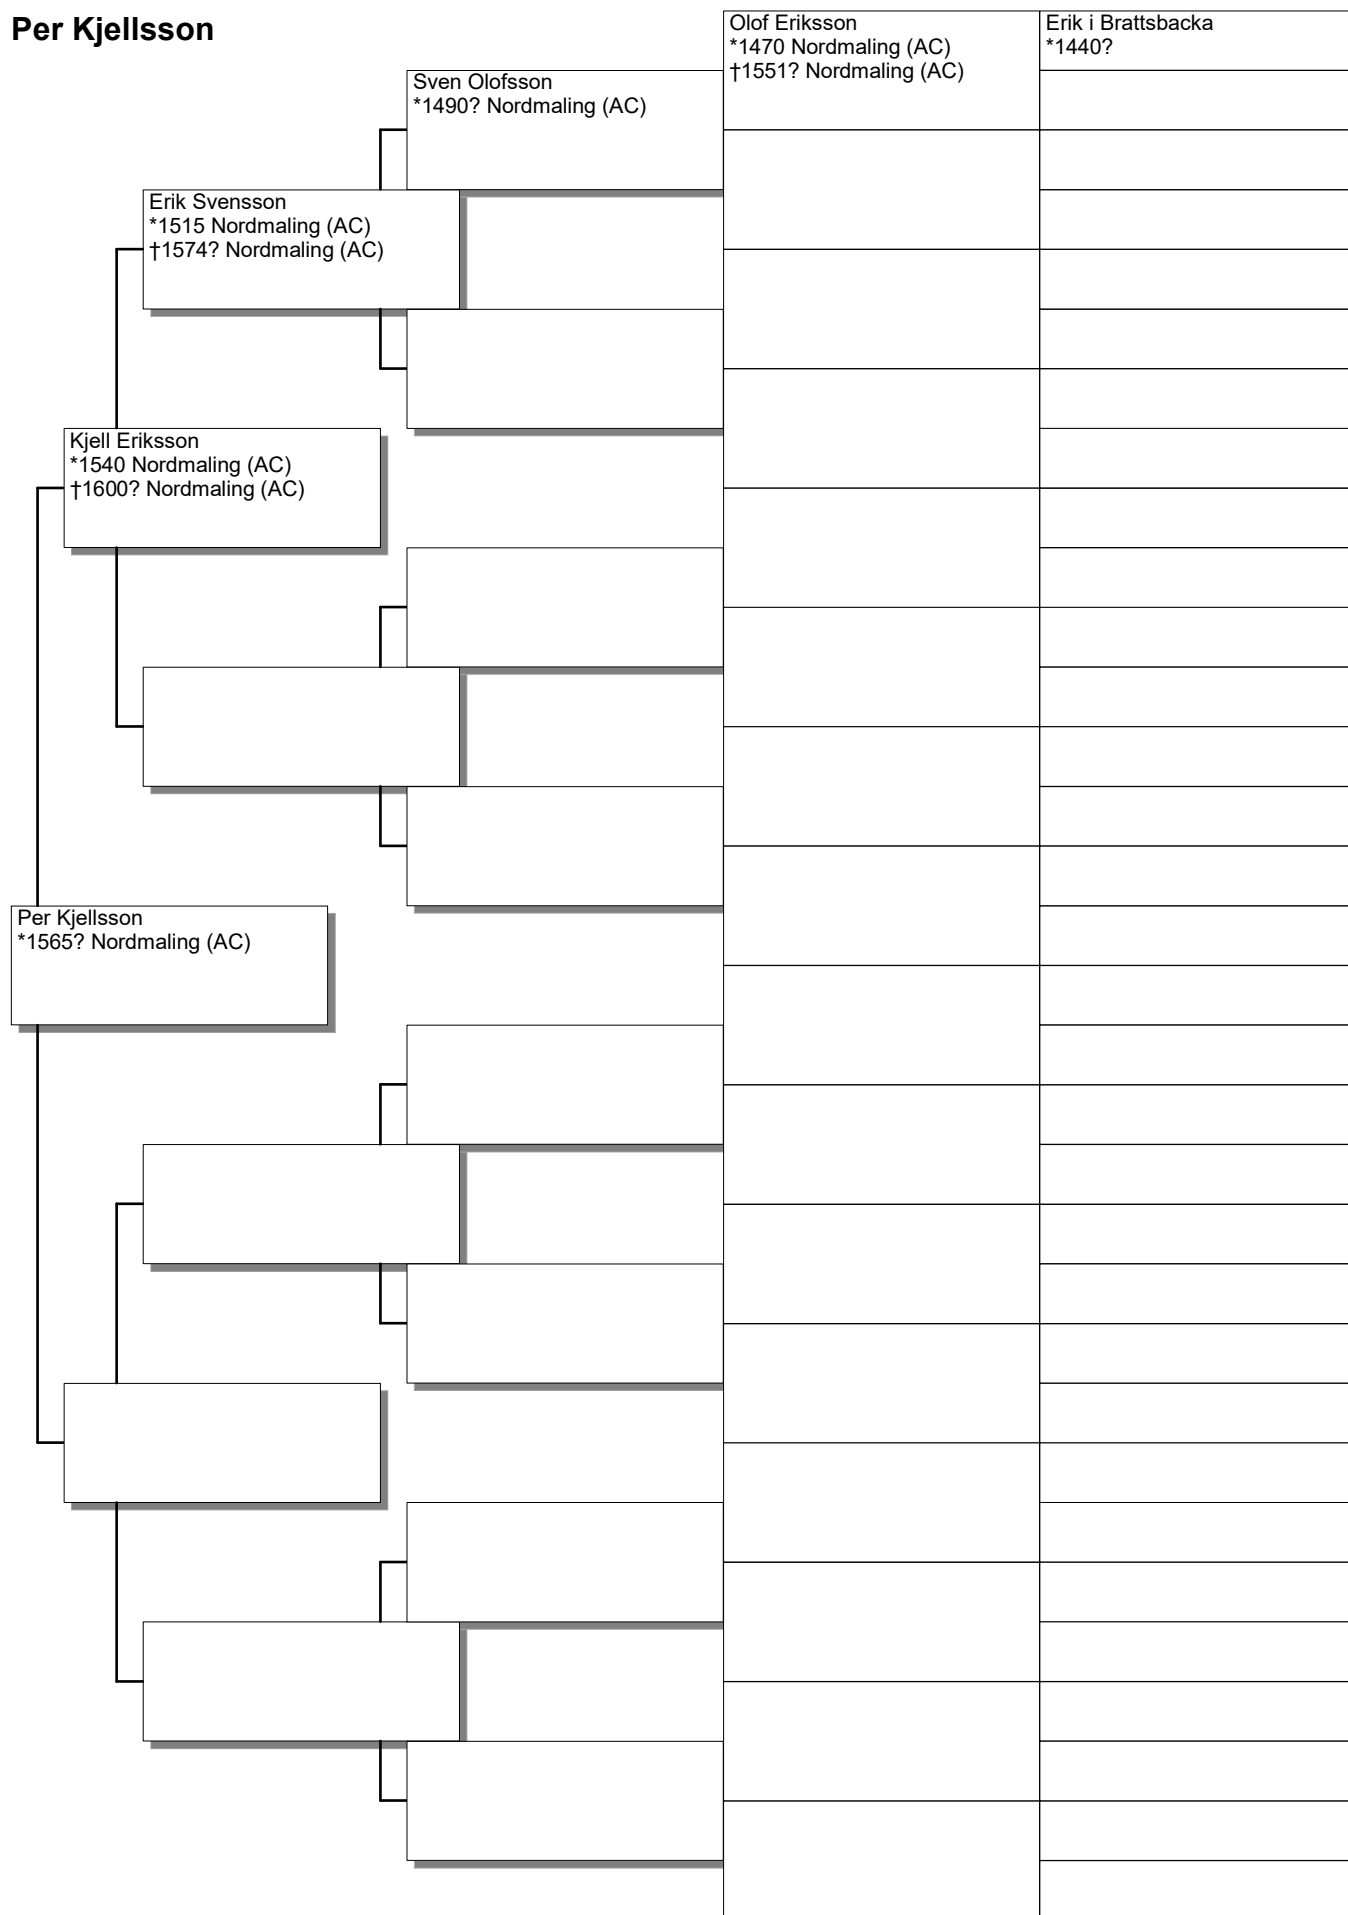 Per Kjellsson
Olof Eriksson
*1470 Nordmaling (AC)
†1551? Nordmaling (AC)
Erik i Brattsbacka
*1440?
Sven Olofsson
*1490? Nordmaling (AC)
Erik Svensson
*1515 Nordmaling (AC)
†1574? Nordmaling (AC)
Kjell Eriksson
*1540 Nordmaling (AC)
†1600? Nordmaling (AC)
Per Kjellsson
*1565? Nordmaling (AC)